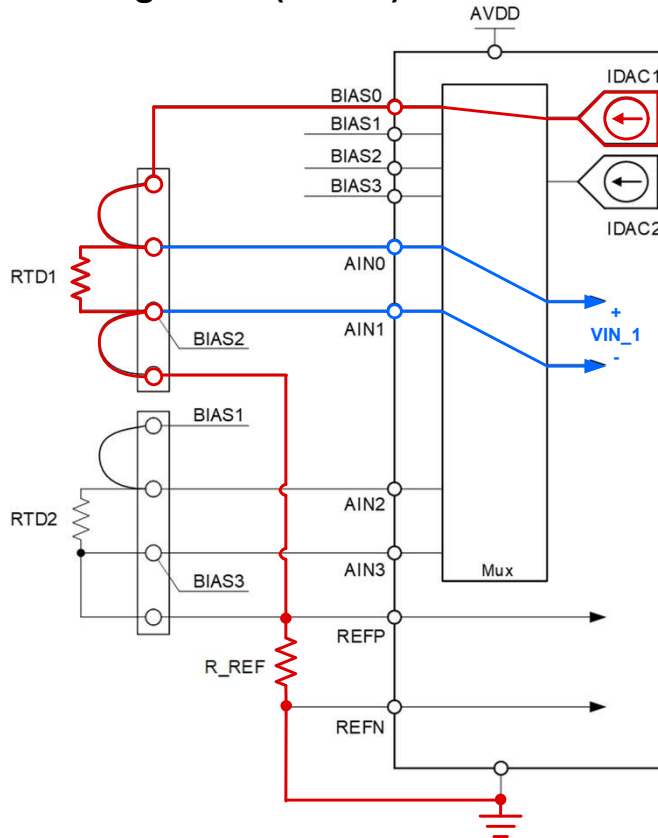 AVDD
IDAC1
BIAS0
BIAS1
BIAS2
BIAS3
IDAC2
RTD1
AIN0
+
VIN_1
-
AIN1
BIAS2
BIAS1
RTD2
AIN2
BIAS3
AIN3
Mux
REFP
R_REF
REFN